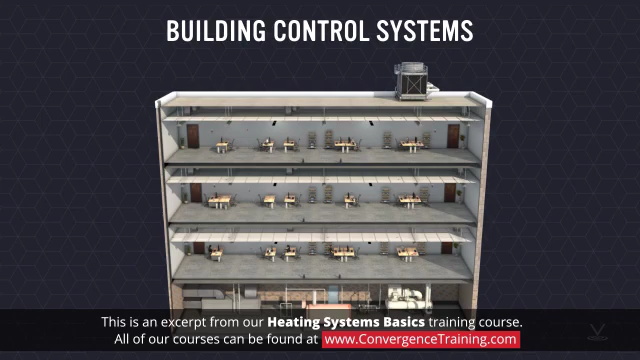 BUILDING CONTROL SYSTEMS
This is an excerpt from our Heating Systems Basics training course.
All of our courses can be found at www.ConvergenceTraining.com